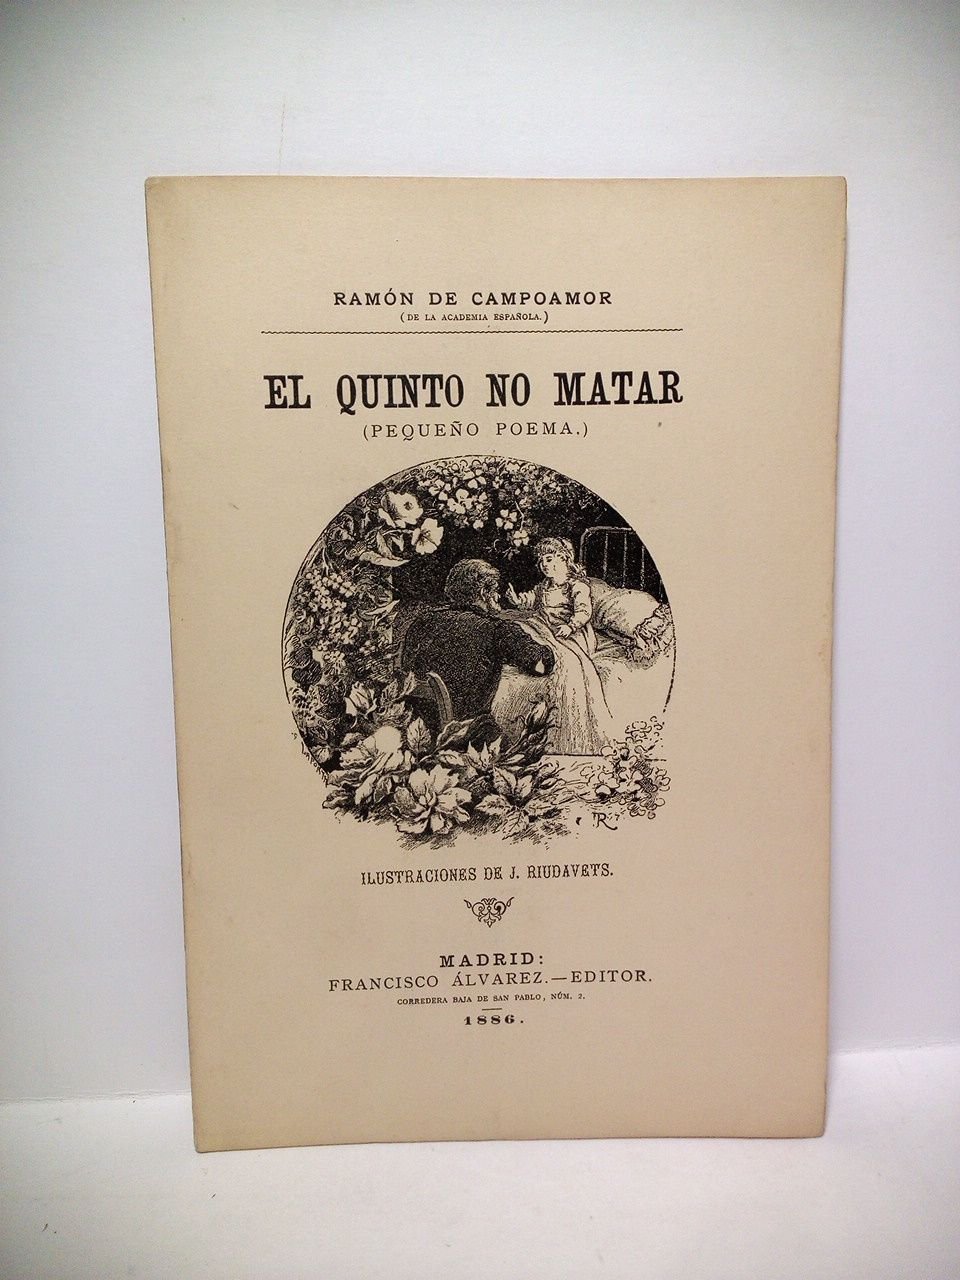 RAMÓN DE CAMPOAMOR
(DE LA ACADEMIA ESPAÑOLA.)
EL QUINTO NO MATAR
(PEQUEÑO POEMA.)
ILUSTRACIONES DE J. RIUDAVETS.
MADRID:
FRANCISCO ÁLVAREZ.—EDITOR.
CORREDERA BAJA DE SAN PABLO, NÚM. 2.
1886.